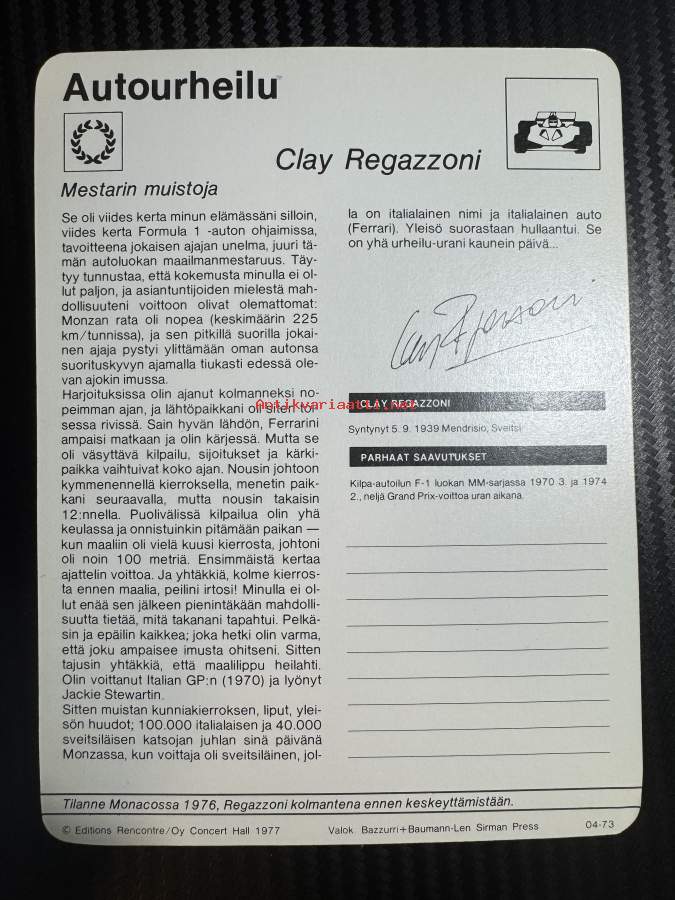 Autourheilu
Clay Regazzoni
Mestarin muistoja
Se oli viides kerta minun elämässäni silloin,
viides kerta Formula 1 -auton ohjaimissa,
tavoitteena jokaisen ajajan unelma, juuri tä-
män autoluokan maailmanmestaruus. Täy-
tyy tunnustaa, että kokemusta minulla ei ol-
lut paljon, ja asiantuntijoiden mielestä mah-
dollisuuteni voittoon olivat olemattomat:
Monzan rata oli nopea (keskimäärin 225
km/tunnissa), ja sen pitkillä suorilla jokai-
nen ajaja pystyi ylittämään oman autonsa
suorituskyvyn ajamalla tiukasti edessä ole-
van ajokin imussa.
Harjoituksissa olin ajanut kolmanneksi no-
peimman ajan, ja lähtöpaikkani oli siten toi-
sessa rivissä. Sain hyvän lähdön, Ferrarini
ampaisi matkaan ja olin kärjessä. Mutta se
oli väsyttävä kilpailu, sijoitukset ja kärki-
paikka vaihtuivat koko ajan. Nousin johtoon
kymmenennellä kierroksella, menetin paik-
kani seuraavalla, mutta nousin takaisin
12:nnella. Puolivälissä kilpailua olin yhä
keulassa ja onnistuinkin pitämään paikan —
kun maaliin oli vielä kuusi kierrosta, johtoni
oli noin 100 metriä. Ensimmäistä kertaa
ajattelin voittoa. Ja yhtäkkiä, kolme kierros-
ta ennen maalia, peilini irtosi! Minulla ei ol-
lut enää sen jälkeen pienintäkään mahdolli-
suutta tietää, mitä takanani tapahtui. Pelkä-
sin ja epäilin kaikkea; joka hetki olin varma,
että joku ampaisee imusta ohitseni. Sitten
tajusin yhtäkkiä, että maalilippu heilahti.
Olin voittanut Italian GP:n (1970) ja lyönyt
Jackie Stewartin.
Sitten muistan kunniakierroksen, liput, ylei-
sön huudot; 100.000 italialaisen ja 40.000
sveitsiläisen katsojan juhlan sinä päivänä
Monzassa, kun voittaja oli sveitsiläinen, jol-
la on italialainen nimi ja italialainen auto
(Ferrari). Yleisö suorastaan hullaantui. Se
on yhä urheilu-urani kaunein päivä...
Clay Regazzoni
Antikvariaatti.net
CLAY REGAZZONI
Syntynyt 5.9.1939 Mendrisio, Sveitsi
PARHAAT SAAVUTUKSET
Kilpa-autoilun F-1 luokan MM-sarjassa 1970 3. ja 1974
2., neljä Grand Prix-voittoa uran aikana.
Tilanne Monacossa 1976, Regazzoni kolmantena ennen keskeyttämistään.
© Editions Rencontre/Oy Concert Hall 1977
Valok. Bazzurri+Baumann-Len Sirman Press
04-73